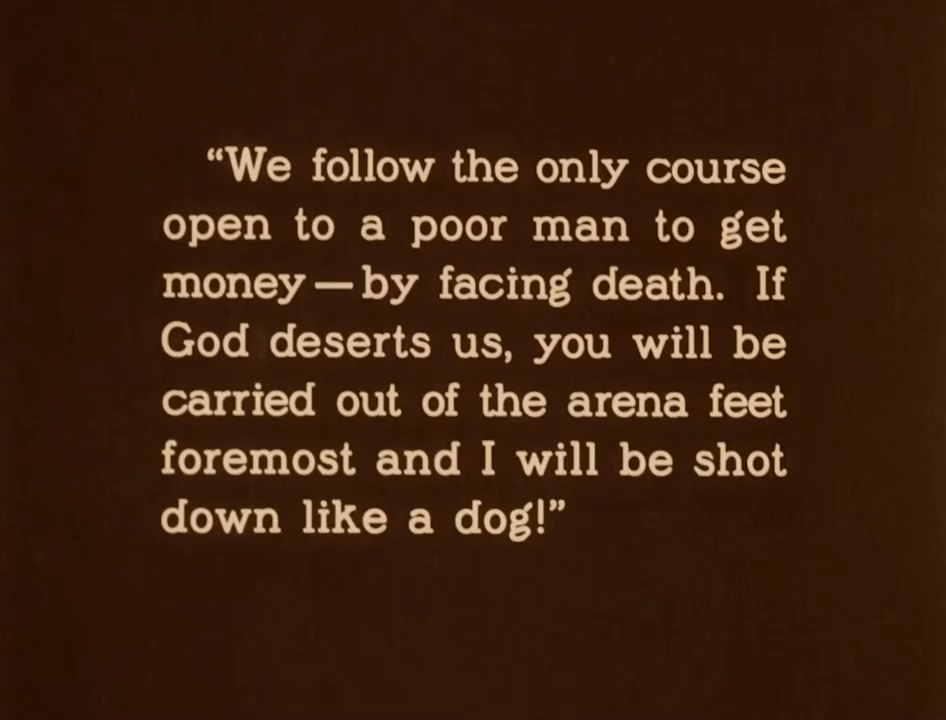 “We follow the only course
open to a poor man to get
money—by facing death. If
God deserts us, you will be
carried out of the arena feet
foremost and I will be shot
down like a dog!”